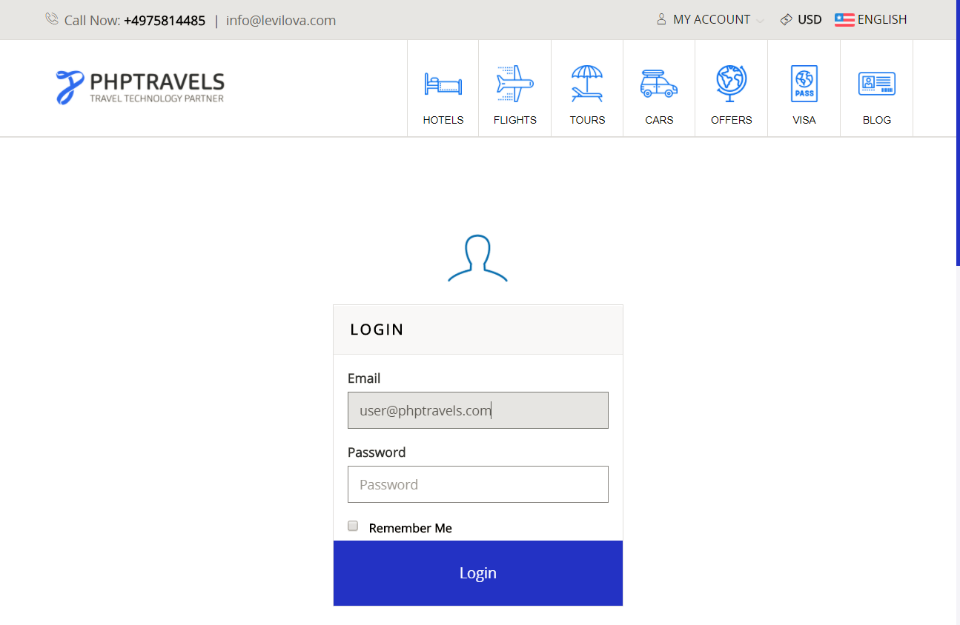 Call Now: +4975814485 | info@levilova.com MY ACCOUNT USD ENGLISH
PHPTRAVELS
TRAVEL TECHNOLOGY PARTNER
PASS
HOTELS FLIGHTS TOURS CARS OFFERS VISA BLOG
LOGIN
Email
user@phptravels.com
Password
Password
Remember Me
Login